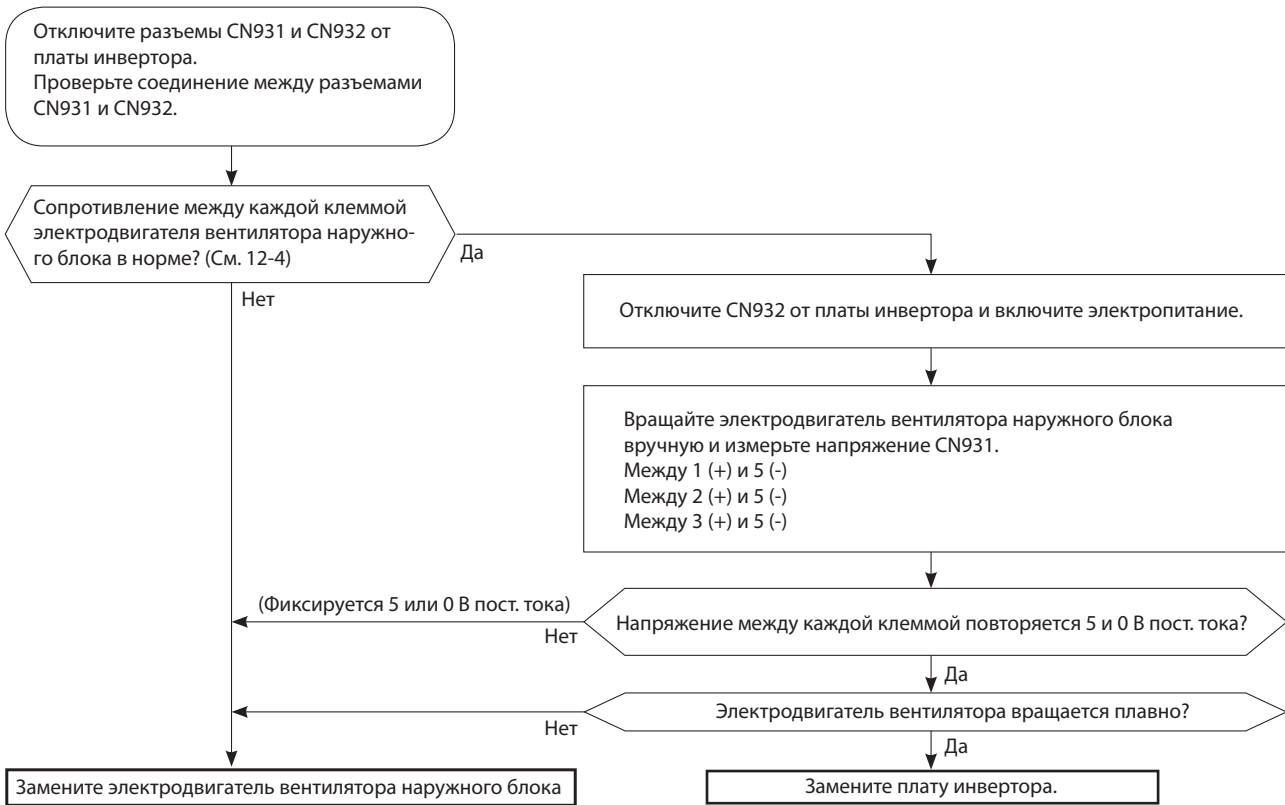 Отключите разъемы CN931 и CN932 от
платы инвертора.
Проверьте соединение между разъемами
CN931 и CN932.
Сопротивление между каждой клеммой
электродвигателя вентилятора наружно-
го блока в норме? (См. 12-4)
Да
Нет
Отключите CN932 от платы инвертора и включите электропитание.
Вращайте электродвигатель вентилятора наружного блока
вручную и измерьте напряжение CN931.
Между 1 (+) и 5 (-)
Между 2 (+) и 5 (-)
Между 3 (+) и 5 (-)
(Фиксируется 5 или 0 В пост. тока)
Нет
Напряжение между каждой клеммой повторяется 5 и 0 В пост. тока?
Да
Нет
Электродвигатель вентилятора вращается плавно?
Да
Замените электродвигатель вентилятора наружного блока
Замените плату инвертора.